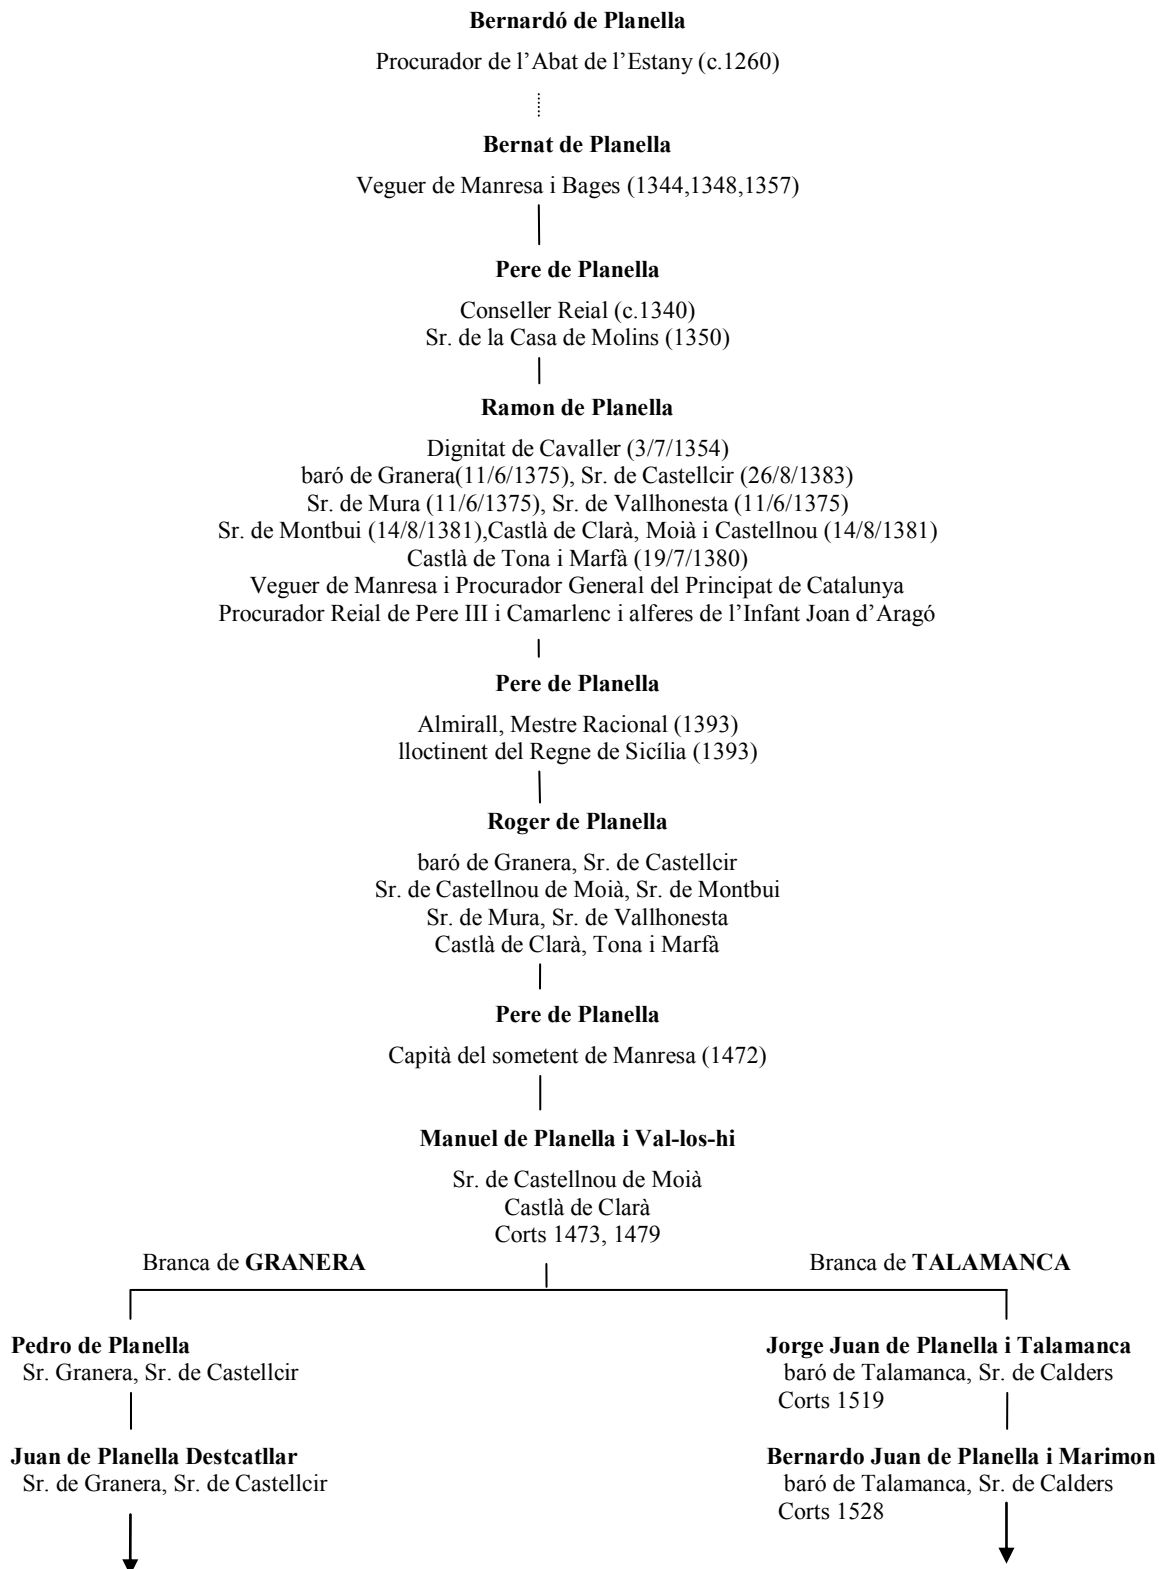 Bernardó de Planella
Procurador de l’Abat de l’Estany (c.1260)
Bernat de Planella
Veguer de Manresa i Bages (1344,1348,1357)
Pere de Planella
Conseller Reial (c.1340)
Sr. de la Casa de Molins (1350)
Ramon de Planella
Dignitat de Cavaller (3/7/1354)
baró de Granera(11/6/1375), Sr. de Castellcir (26/8/1383)
Sr. de Mura (11/6/1375), Sr. de Vallhonesta (11/6/1375)
Sr. de Montbui (14/8/1381),Castlà de Clarà, Moià i Castellnou (14/8/1381)
Castlà de Tona i Marfà (19/7/1380)
Veguer de Manresa i Procurador General del Principat de Catalunya
Procurador Reial de Pere III i Camarlenc i alferes de l’Infant Joan d’Aragó
Pere de Planella
Almirall, Mestre Racional (1393)
lloctinent del Regne de Sicília (1393)
Roger de Planella
baró de Granera, Sr. de Castellcir
Sr. de Castellnou de Moià, Sr. de Montbui
Sr. de Mura, Sr. de Vallhonesta
Castlà de Clarà, Tona i Marfà
Pere de Planella
Capità del sometent de Manresa (1472)
Manuel de Planella i Val-los-hi
Sr. de Castellnou de Moià
Castlà de Clarà
Corts 1473, 1479
Branca de GRANERA
Branca de TALAMANCA
Pedro de Planella
Sr. Granera, Sr. de Castellcir
Jorge Juan de Planella i Talamanca
baró de Talamanca, Sr. de Calders
Corts 1519
Juan de Planella Destcatllar
Sr. de Granera, Sr. de Castellcir
Bernardo Juan de Planella i Marimon
baró de Talamanca, Sr. de Calders
Corts 1528